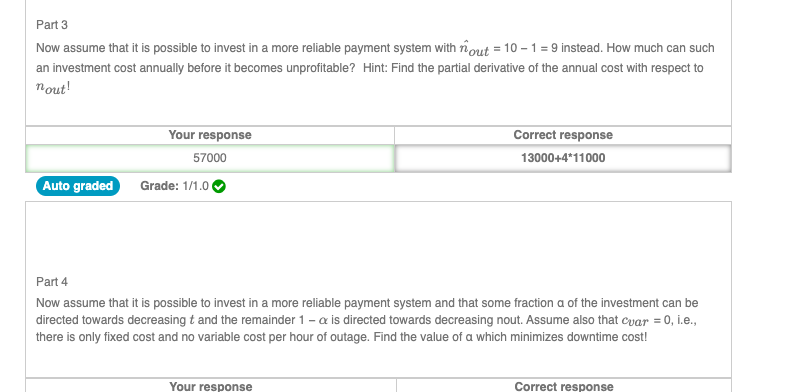 Part 3
Now assume that it is possible to invest in a more reliable payment system with n̂out = 10 – 1 = 9 instead. How much can such
an investment cost annually before it becomes unprofitable? Hint: Find the partial derivative of the annual cost with respect to
nout!
Your response
Correct response
57000
13000+4*11000
Auto graded
Grade: 1/1.0
Part 4
Now assume that it is possible to invest in a more reliable payment system and that some fraction α of the investment can be
directed towards decreasing t and the remainder 1 – α is directed towards decreasing nout. Assume also that cvar = 0, i.e.,
there is only fixed cost and no variable cost per hour of outage. Find the value of α which minimizes downtime cost!
Your response
Correct response